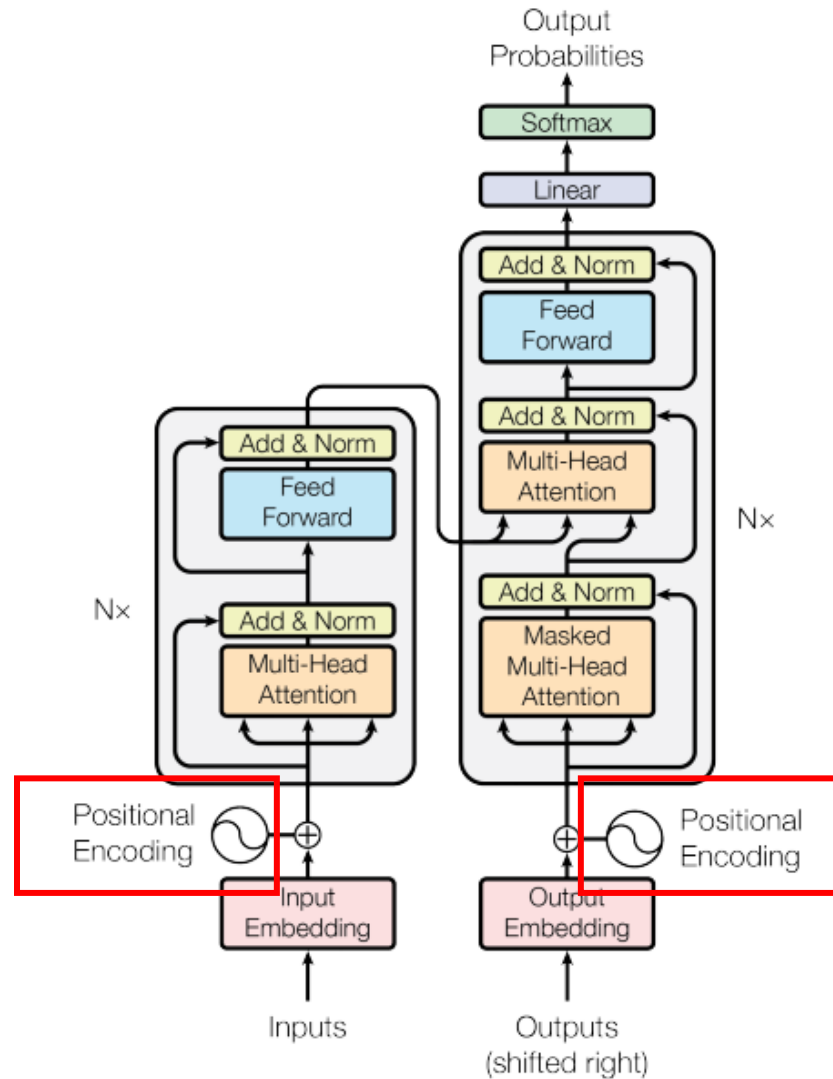 Output
Probabilities
Softmax
Linear
Add & Norm
Feed
Forward
Add & Norm
Multi-Head
Attention
Add & Norm
Masked
Multi-Head
Attention
Nx
Add & Norm
Feed
Forward
Add & Norm
Multi-Head
Attention
Nx
Positional
Encoding
Positional
Encoding
Input
Embedding
Output
Embedding
Inputs
Outputs
(shifted right)